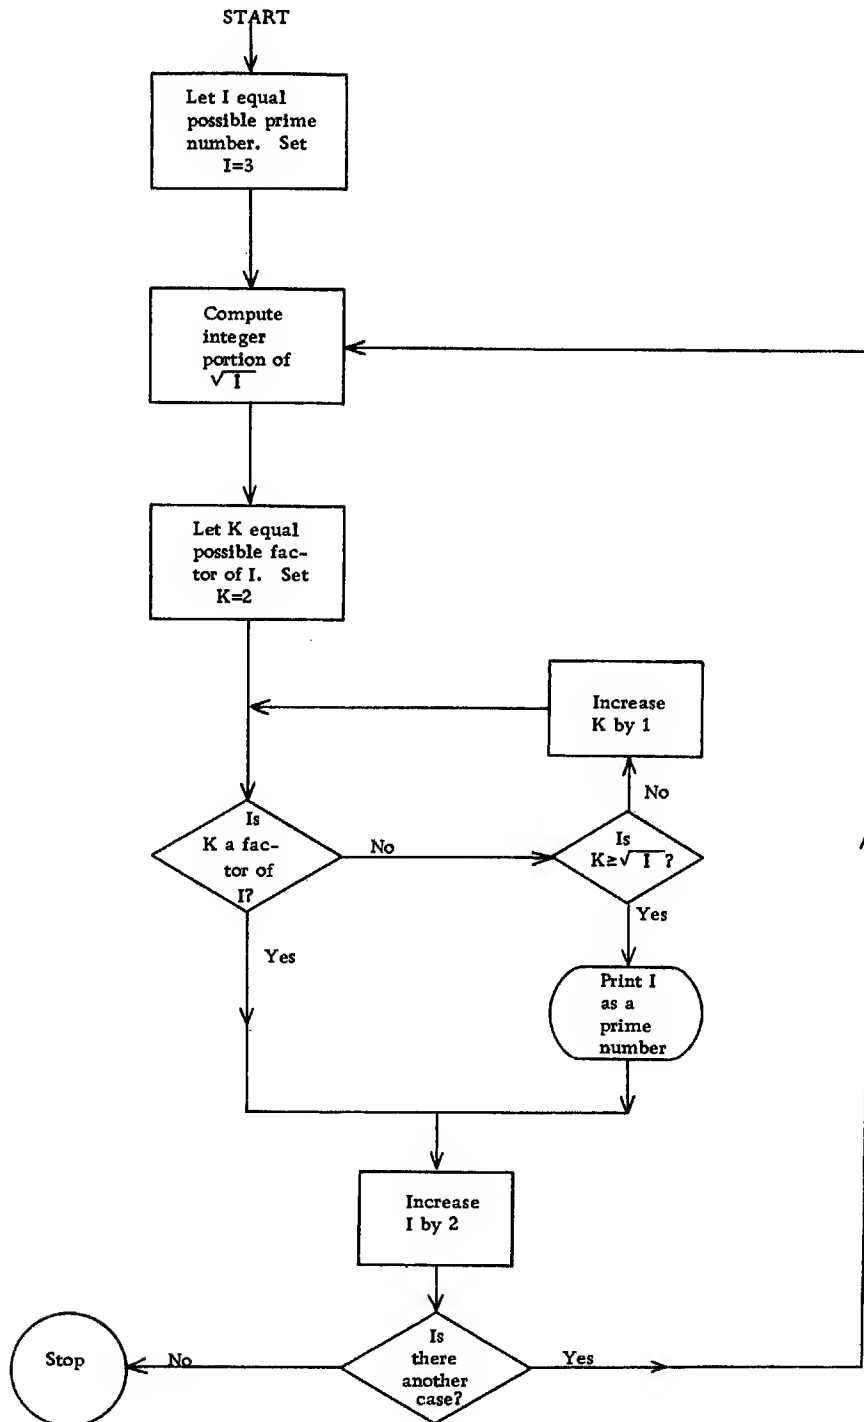 START
Let I equal
possible prime
number. Set
I=3
Compute
integer
portion of
√I
Let K equal
possible fac-
tor of I. Set
K=2
Increase
K by 1
No
Is
K a fac-
tor of
I?
No
Is
K≥√I ?
Yes
Yes
Print I
as a
prime
number
Increase
I by 2
Is
there
another
case?
No
Stop
Yes